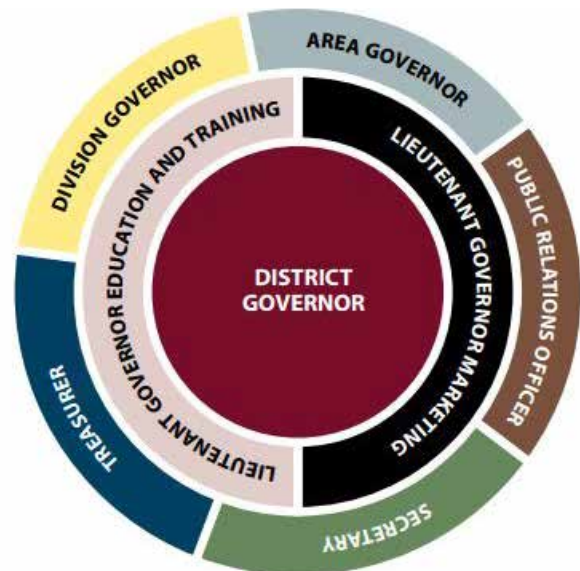 AREA GOVERNOR
DIVISION GOVERNOR
PUBLIC RELATIONS OFFICER
SECRETARY
TREASURER
LIEUTENANT GOVERNOR EDUCATION AND TRAINING
LIEUTENANT GOVERNOR MARKETING
DISTRICT
GOVERNOR